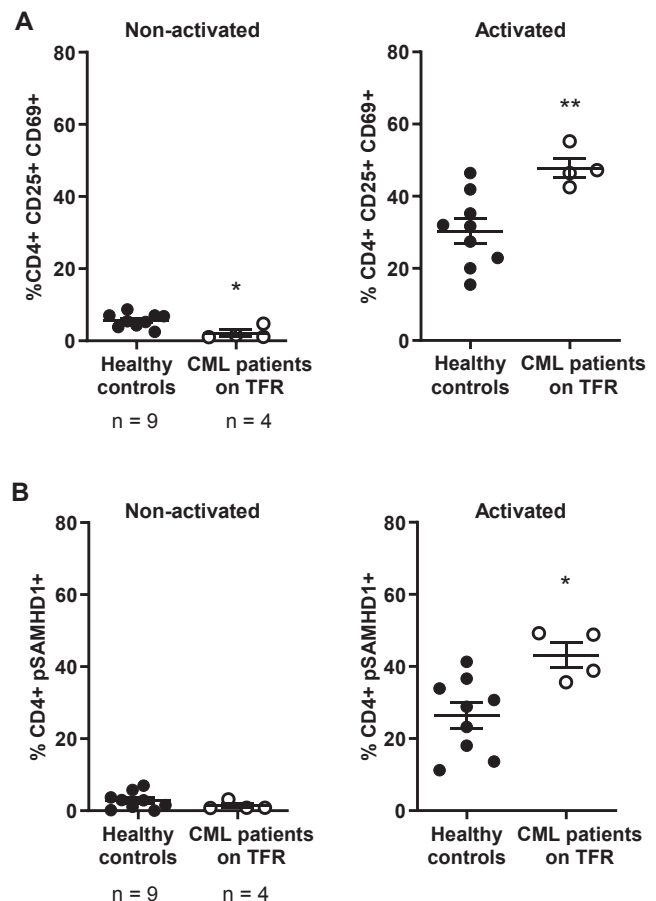 A
Non-activated
Activated
%CD4+ CD25+ CD69+
80
60
40
20
0
*
Healthy controls
CML patients on TFR
n = 9
n = 4
% CD4+ CD25+ CD69+
80
60
40
20
0
**
Healthy controls
CML patients on TFR
B
Non-activated
Activated
% CD4+ pSAMHD1+
80
60
40
20
0
Healthy controls
CML patients on TFR
n = 9
n = 4
% CD4+ pSAMHD1+
80
60
40
20
0
*
Healthy controls
CML patients on TFR